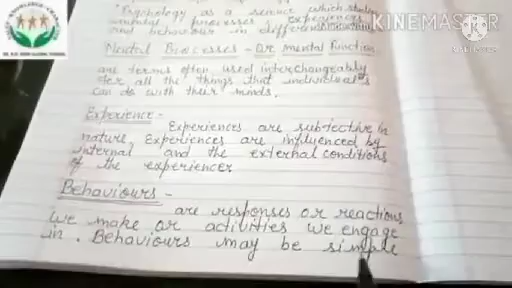 "Psychology as a science which
mental processes, experiences
and behaviour in different
Mental Processes - Or mental function
are terms often used interchangeably
for all the things that individual's
can do with their minds.
Experience -
Experiences are subjective in
nature. Experiences are influenced by
internal and the external conditions
of the experiencer
Behaviours -
are responses or reactions
we make or activities we engage
in. Behaviours may be simple
KINEMASTER